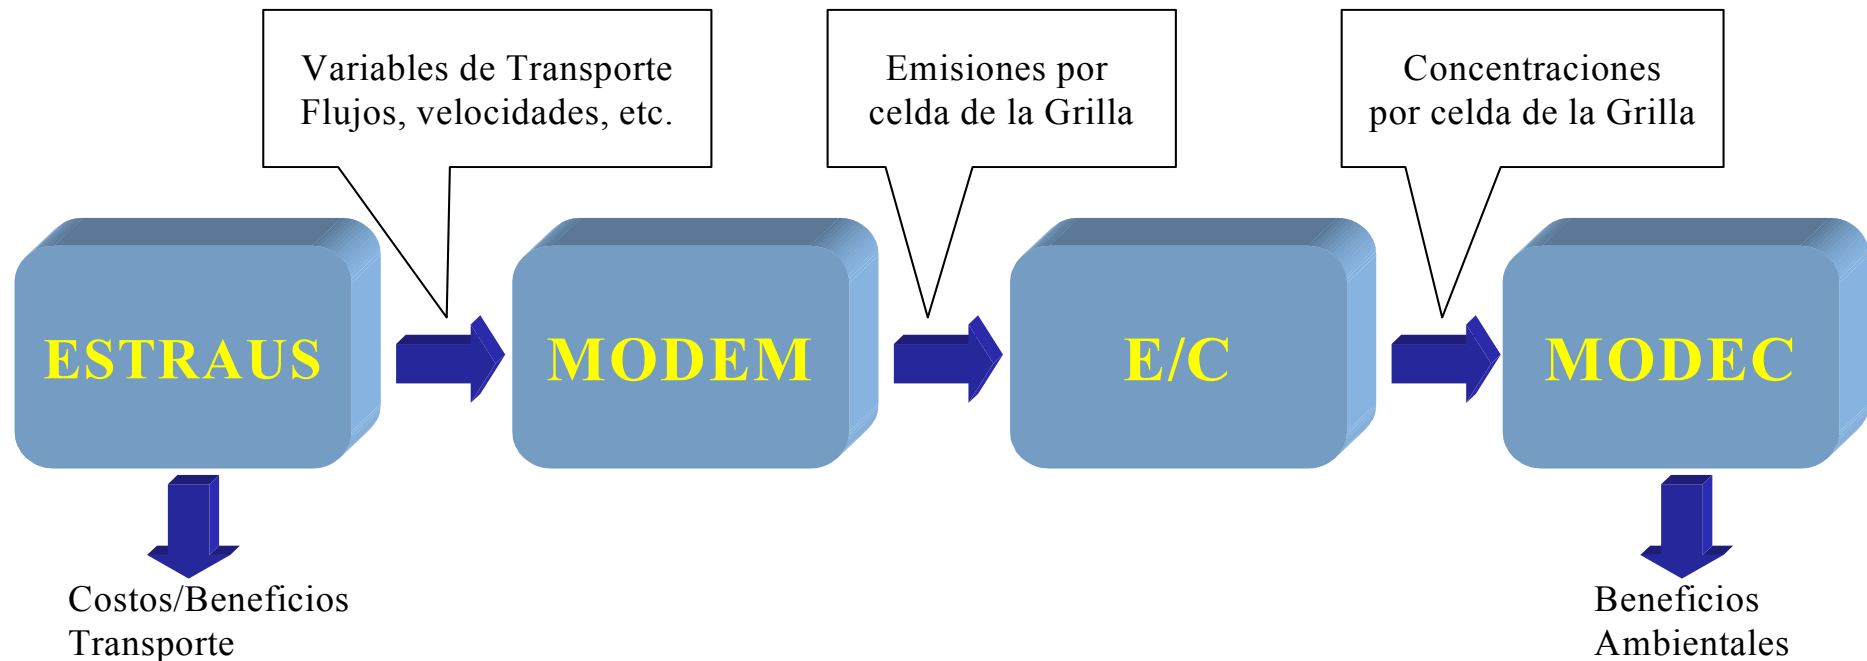 Variables de Transporte
Flujos, velocidades, etc.
Emisiones por
celda de la Grilla
Concentraciones
por celda de la Grilla
ESTRAUS
MODEM
E/C
MODEC
Costos/Beneficios
Transporte
Beneficios
Ambientales